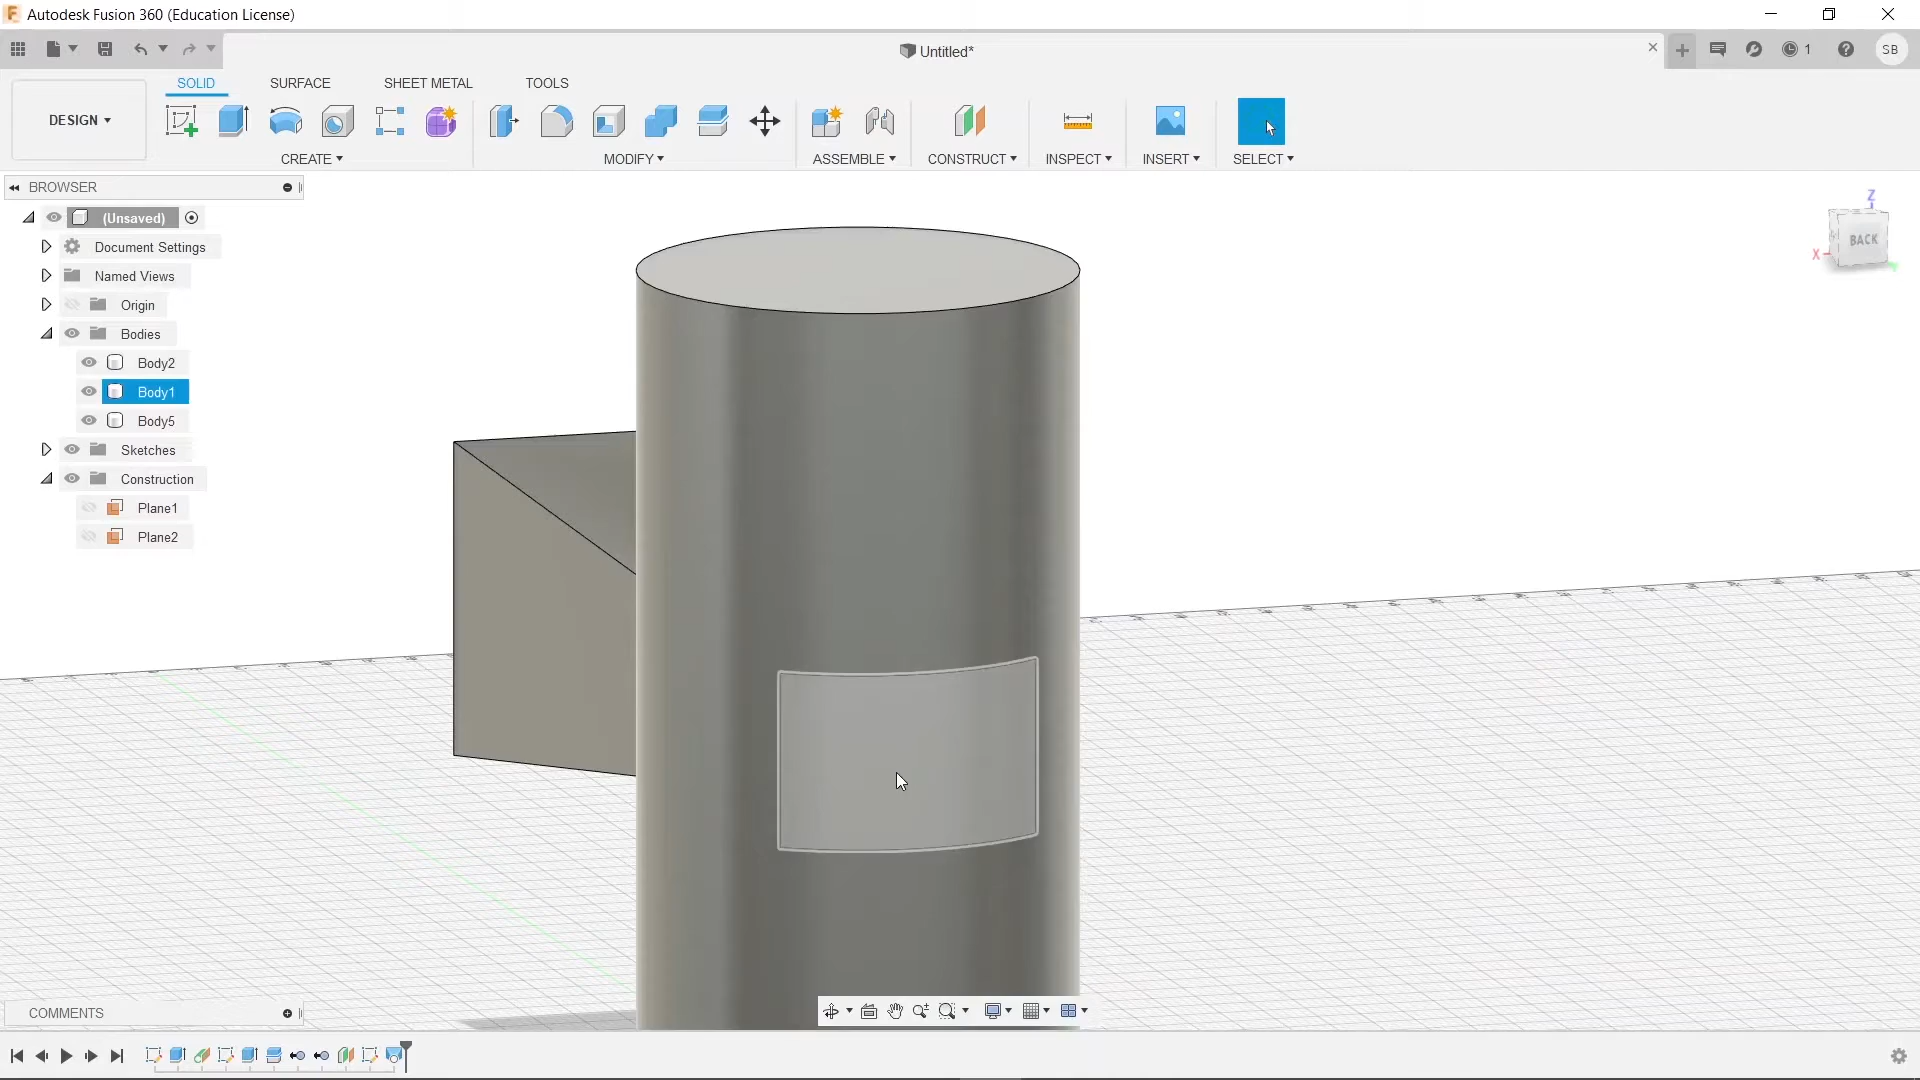 Autodesk Fusion 360 (Education License)
Untitled*
1
SB
SOLID
SURFACE
SHEET METAL
TOOLS
DESIGN
CREATE
MODIFY
ASSEMBLE
CONSTRUCT
INSPECT
INSERT
SELECT
BROWSER
(Unsaved)
Document Settings
Named Views
Origin
Bodies
Body2
Body1
Body5
Sketches
Construction
Plane1
Plane2
Z
BACK
X
COMMENTS